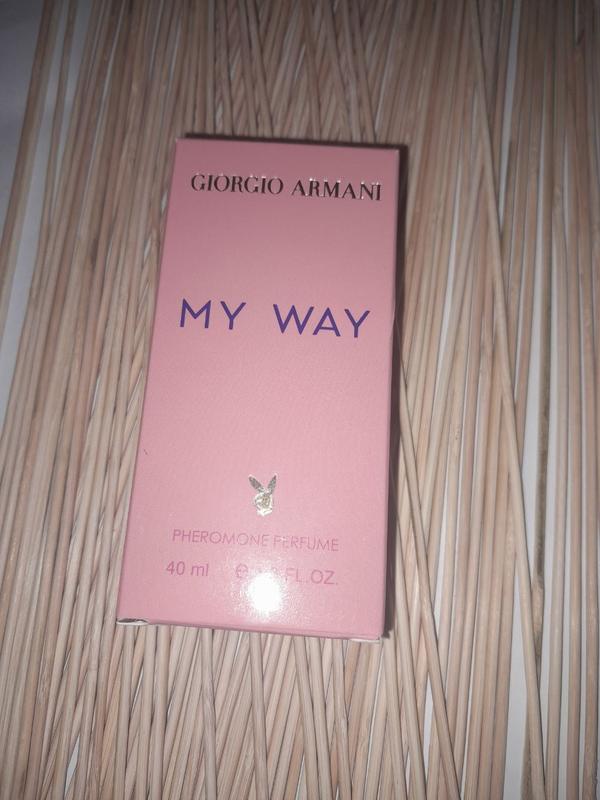 GIORGIO ARMANI
MY WAY
PHEROMONE PERFUME
40 ml e FL.OZ.